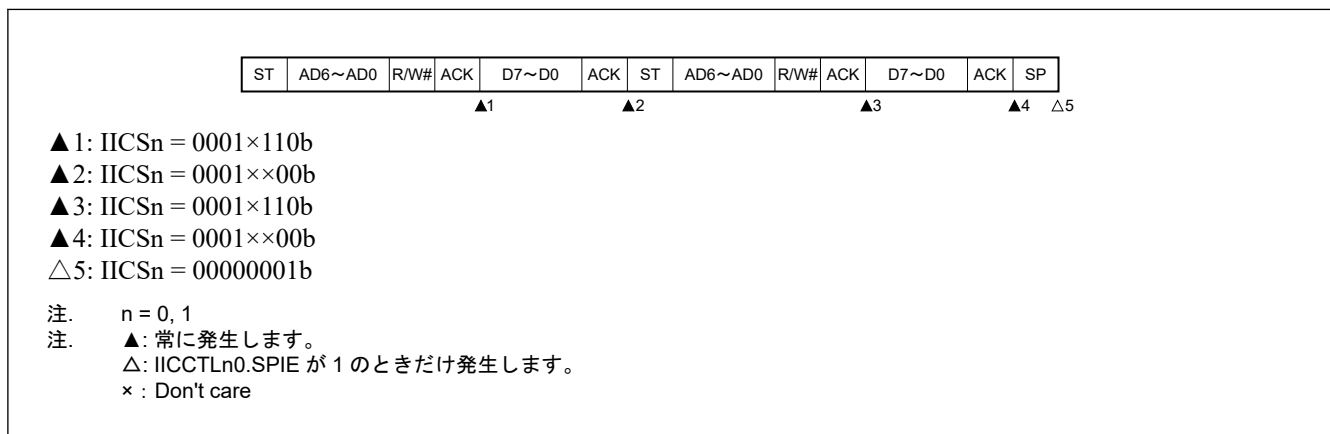 ST AD6～AD0 R/W# ACK D7～D0 ACK ST AD6～AD0 R/W# ACK D7～D0 ACK SP
▲1 ▲2 ▲3 ▲4 △5
▲1: IICSn = 0001×110b
▲2: IICSn = 0001××00b
▲3: IICSn = 0001×110b
▲4: IICSn = 0001××00b
△5: IICSn = 00000001b
注. n = 0, 1
注. ▲: 常に発生します。
△: IICCTLn0.SPIE が 1 のときだけ発生します。
×：Don't care